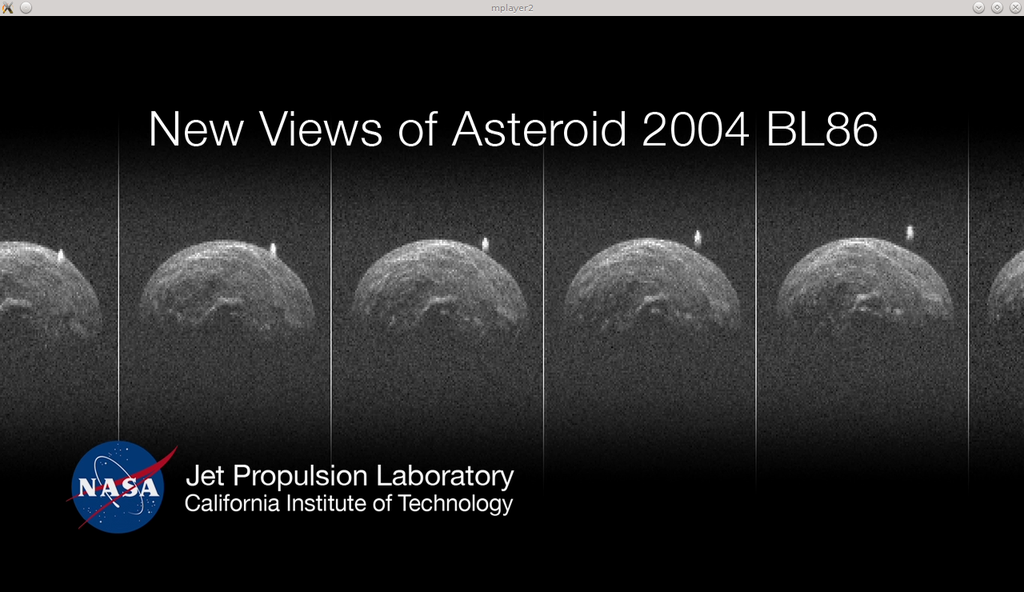 mplayer2
New Views of Asteroid 2004 BL86
NASA
Jet Propulsion Laboratory
California Institute of Technology